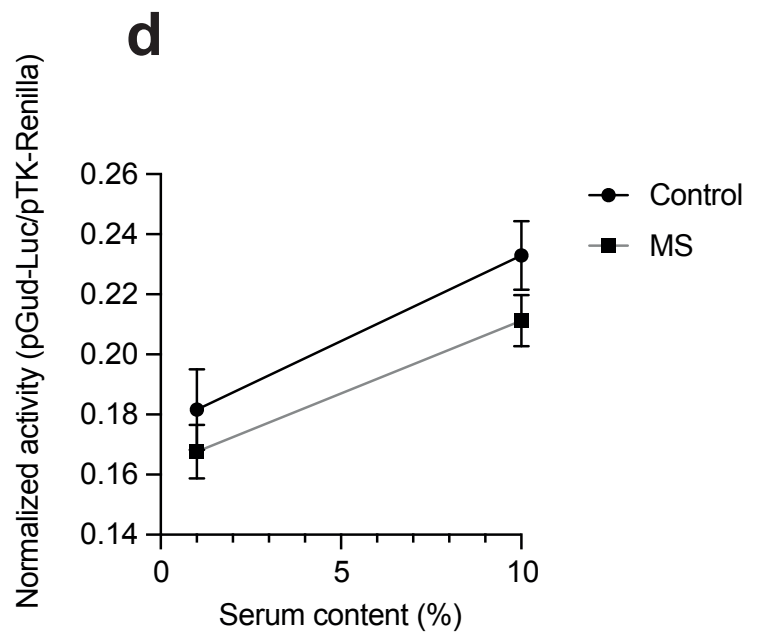 d
Normalized activity (pGud-Luc/pTK-Renilla)
0.26
0.24
0.22
0.20
0.18
0.16
0.14
0 5 10
Serum content (%)
Control
MS